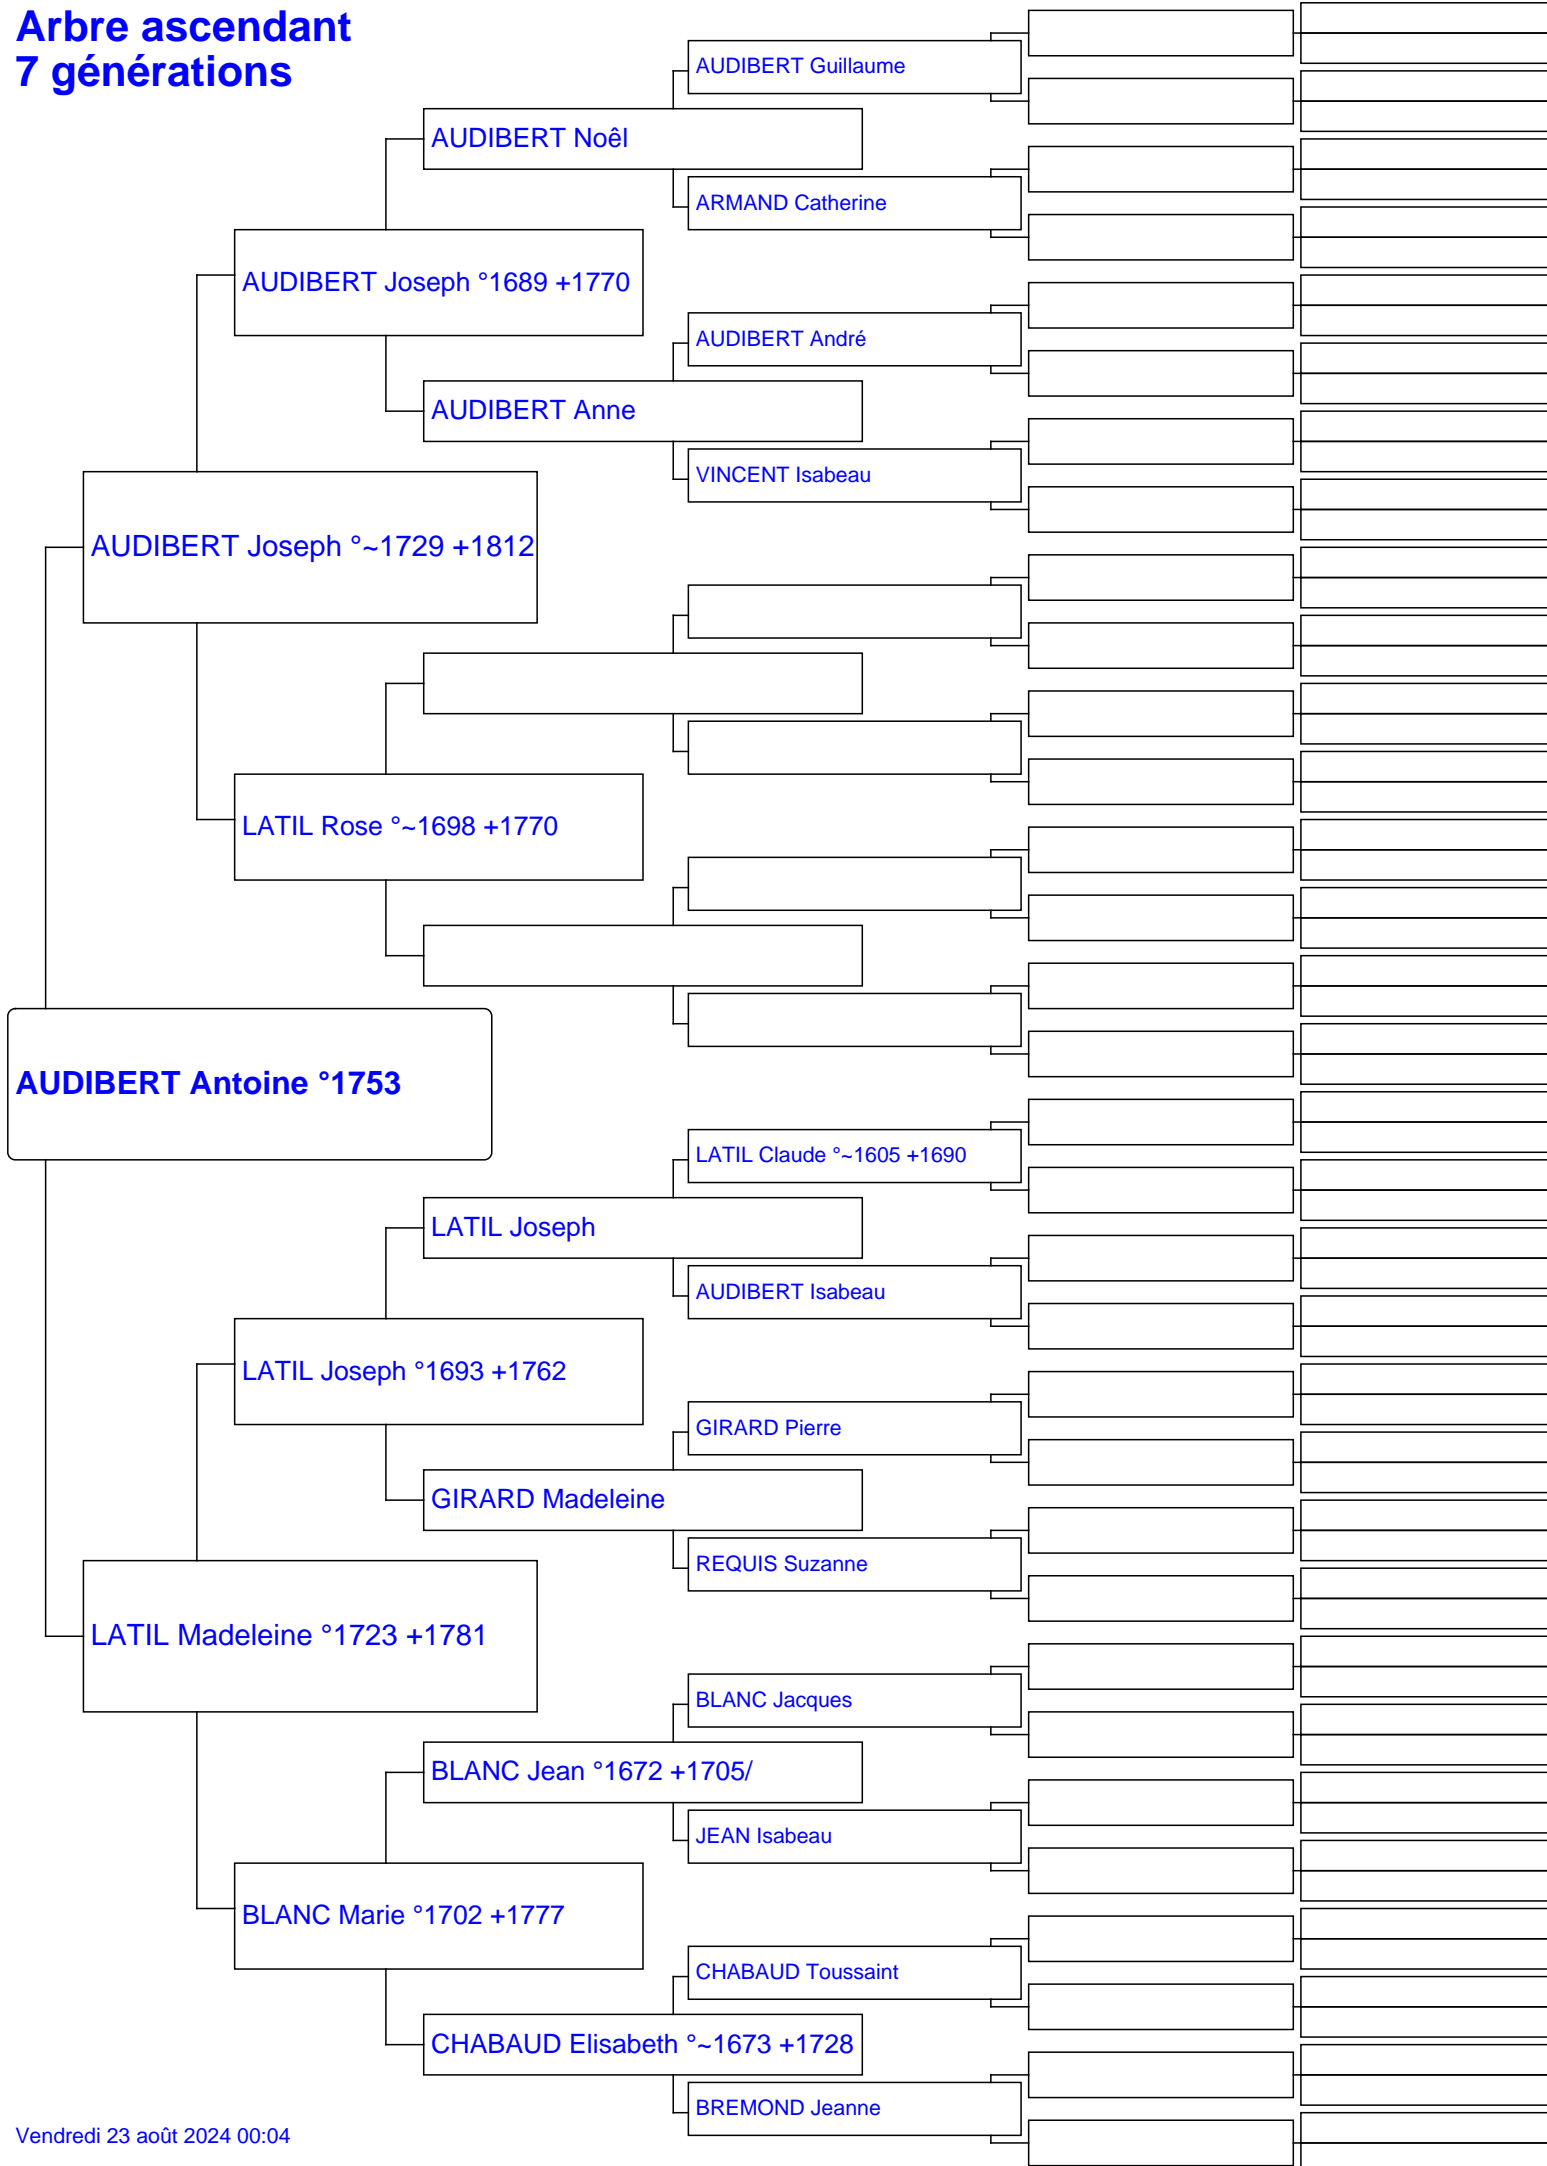 Arbre ascendant
7 générations
AUDIBERT Guillaume
AUDIBERT Noêl
ARMAND Catherine
AUDIBERT Joseph °1689 +1770
AUDIBERT André
AUDIBERT Anne
VINCENT Isabeau
AUDIBERT Joseph °~1729 +1812
LATIL Rose °~1698 +1770
AUDIBERT Antoine °1753
LATIL Claude °~1605 +1690
LATIL Joseph
AUDIBERT Isabeau
LATIL Joseph °1693 +1762
GIRARD Pierre
GIRARD Madeleine
REQUIS Suzanne
LATIL Madeleine °1723 +1781
BLANC Jacques
BLANC Jean °1672 +1705/
JEAN Isabeau
BLANC Marie °1702 +1777
CHABAUD Toussaint
CHABAUD Elisabeth °~1673 +1728
BREMOND Jeanne
Vendredi 23 août 2024 00:04